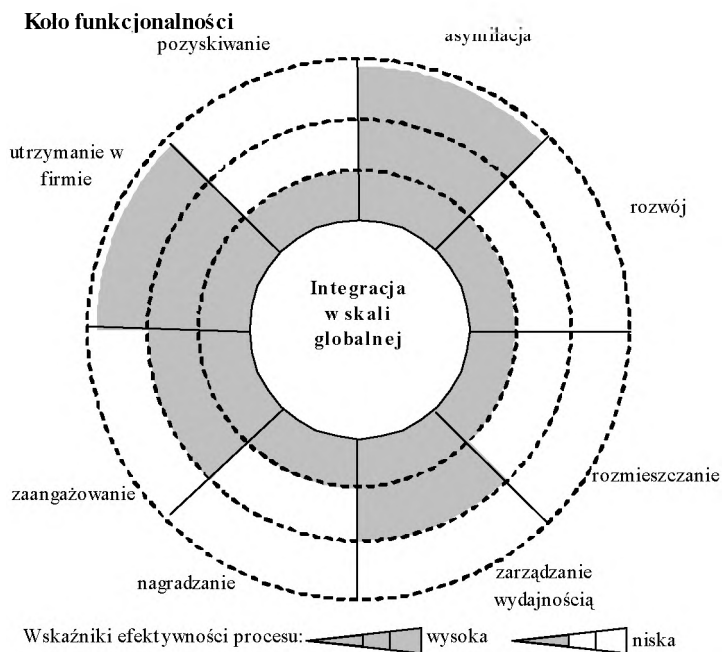 Koło funkcjonalności
pozyskiwanie
asymilacja
utrzymanie w
firmie
rozwój
Integracja
w skali
globalnej
zaangażowanie
rozmieszczanie
nagradzanie
zarządzanie
wydajnością
Wskaźniki efektywności procesu: wysoka niska